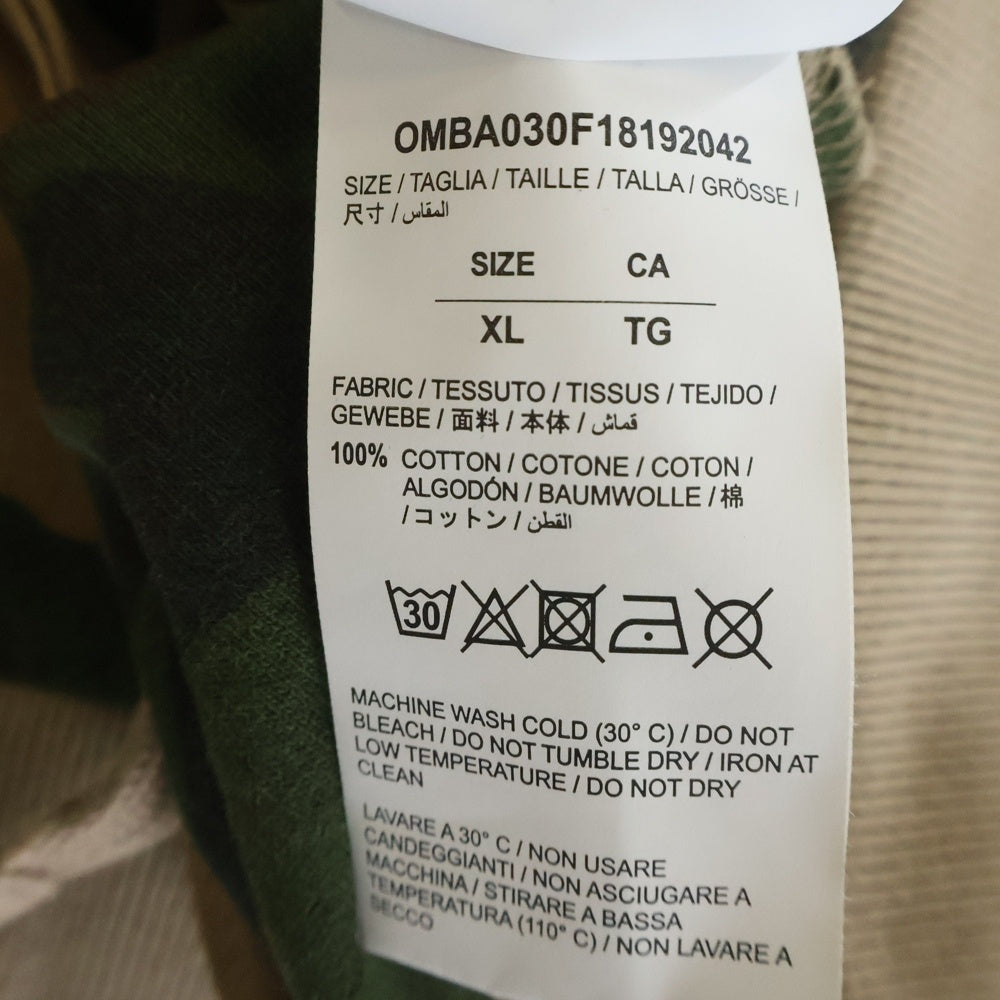 OMBA030F18192042
SIZE / TAGLIA / TAILLE / TALLA / GRÖSSE /
尺寸 / المقاس
SIZE CA
XL TG
FABRIC / TESSUTO / TISSUS / TEJIDO /
GEWEBE / 面料 / 本体 / قماش
100% COTTON / COTONE / COTON /
ALGODÓN / BAUMWOLLE / 棉
/ コットン / القطن
30
MACHINE WASH COLD (30° C) / DO NOT
BLEACH / DO NOT TUMBLE DRY / IRON AT
LOW TEMPERATURE / DO NOT DRY
CLEAN
LAVARE A 30° C / NON USARE
CANDEGGIANTI / NON ASCIUGARE A
MACCHINA / STIRARE A BASSA
TEMPERATURA (110° C) / NON LAVARE A
SECCO